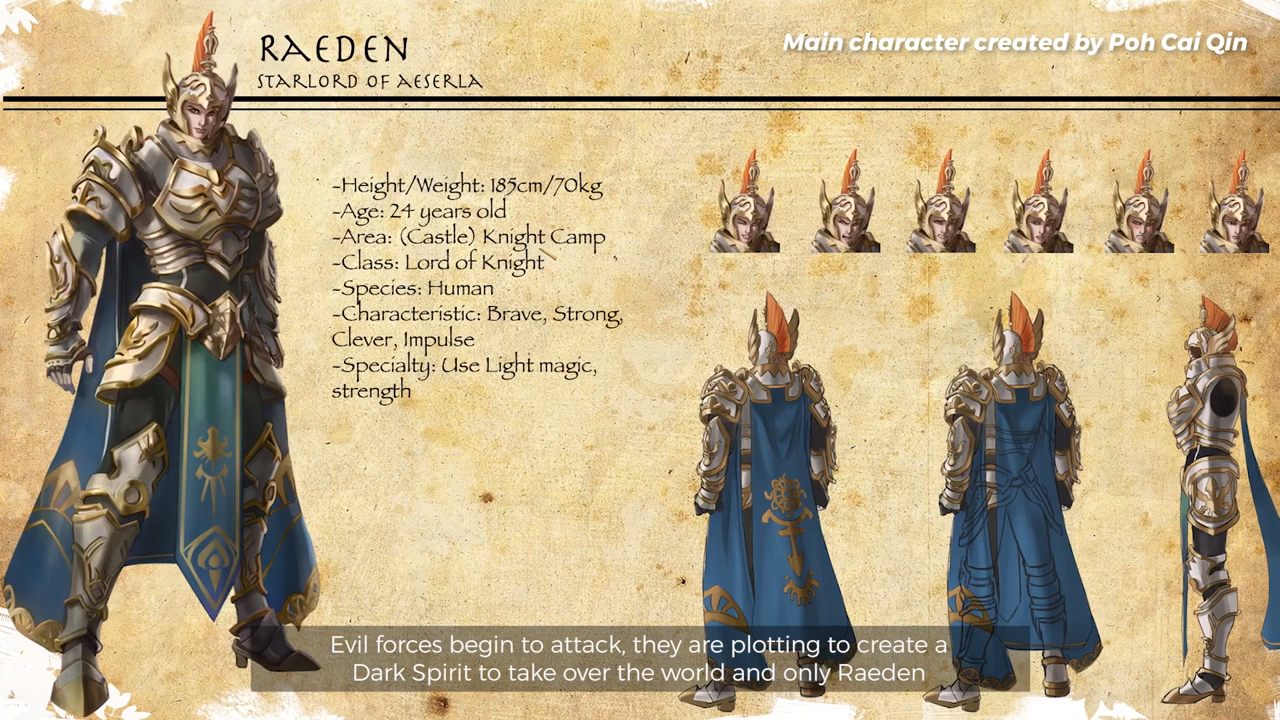 RAEDEN
STARLORD OF AESERLA
Main character created by Poh Cai Qin
-Height/Weight: 185cm/70kg
-Age: 24 years old
-Area: (Castle) Knight Camp
-Class: Lord of Knight
-Species: Human
-Characteristic: Brave, Strong,
Clever, Impulse
-Specialty: Use Light magic,
strength
Evil forces begin to attack, they are plotting to create a
Dark Spirit to take over the world and only Raeden